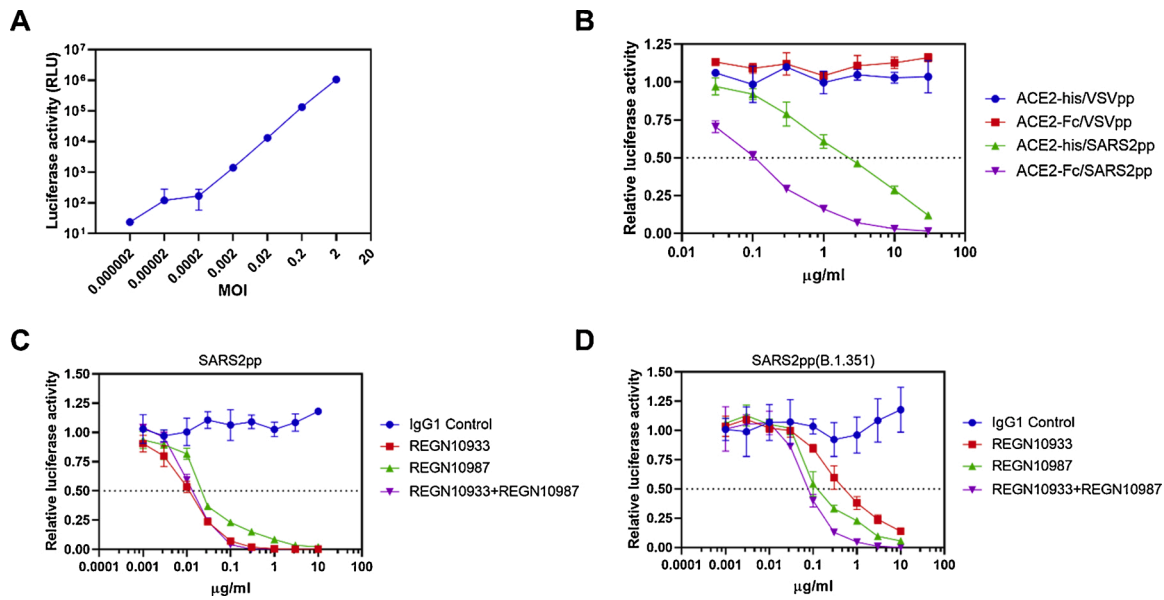 A
Luciferase activity (RLU)
10⁷
10⁶
10⁵
10⁴
10³
10²
10¹
0.000002
0.00002
0.0002
0.002
0.02
0.2
2
20
MOI
B
Relative luciferase activity
1.25
1.00
0.75
0.50
0.25
0.00
0.01
0.1
1
10
100
μg/ml
ACE2-his/VSVpp
ACE2-Fc/VSVpp
ACE2-his/SARS2pp
ACE2-Fc/SARS2pp
C
SARS2pp
Relative luciferase activity
1.50
1.25
1.00
0.75
0.50
0.25
0.00
0.0001
0.001
0.01
0.1
1
10
100
μg/ml
IgG1 Control
REGN10933
REGN10987
REGN10933+REGN10987
D
SARS2pp(B.1.351)
Relative luciferase activity
1.50
1.25
1.00
0.75
0.50
0.25
0.00
0.0001
0.001
0.01
0.1
1
10
100
μg/ml
IgG1 Control
REGN10933
REGN10987
REGN10933+REGN10987